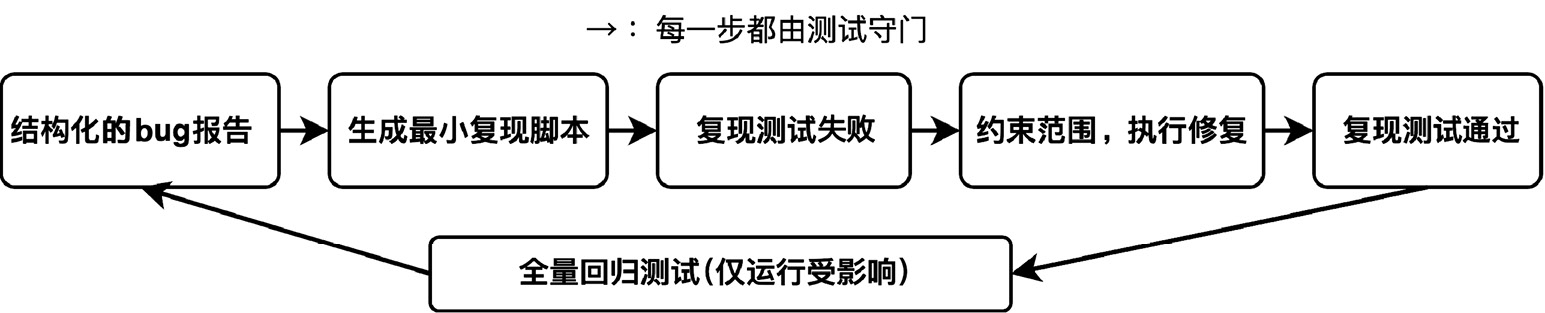 →：每一步都由测试守门
结构化的bug报告
生成最小复现脚本
复现测试失败
约束范围，执行修复
复现测试通过
全量回归测试(仅运行受影响)